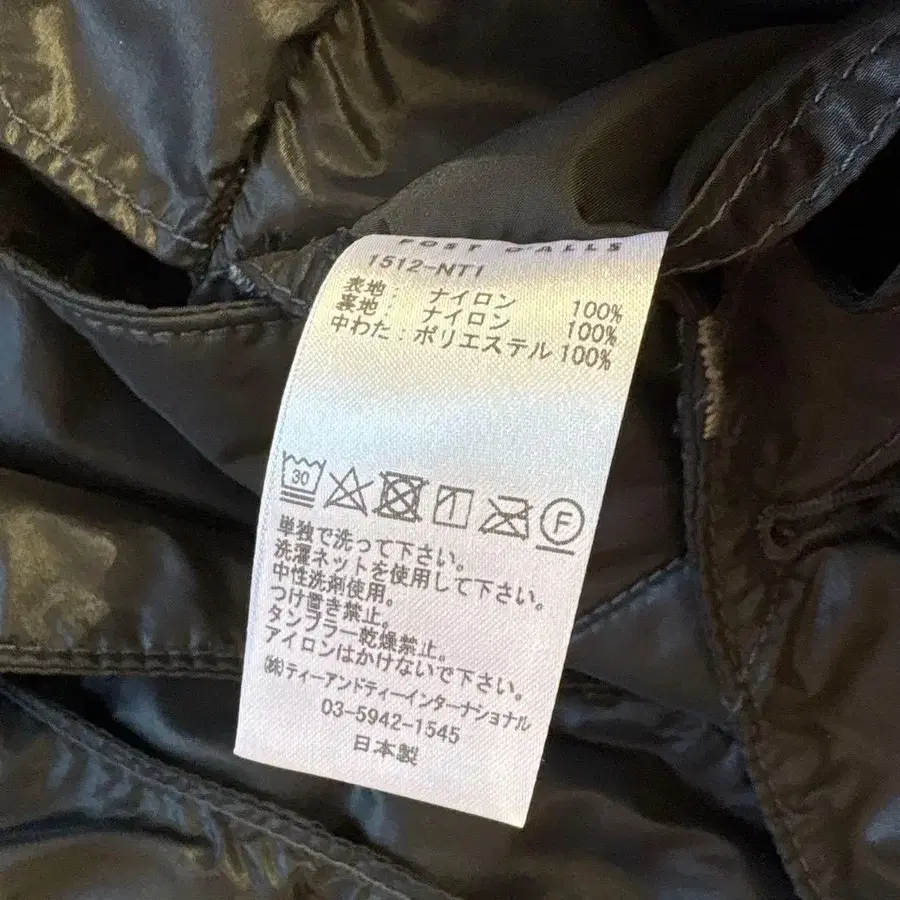 POST O'ALLS
1512-NT1
表地: ナイロン 100%
裏地: ナイロン 100%
中わた: ポリエステル 100%
30
F
単独で洗って下さい。
洗濯ネットを使用して下さい。
中性洗剤使用。
つけ置き禁止。
タンブラー乾燥禁止。
アイロンはかけないで下さい。
㈱ティーアンドティーインターナショナル
03-5942-1545
日本製